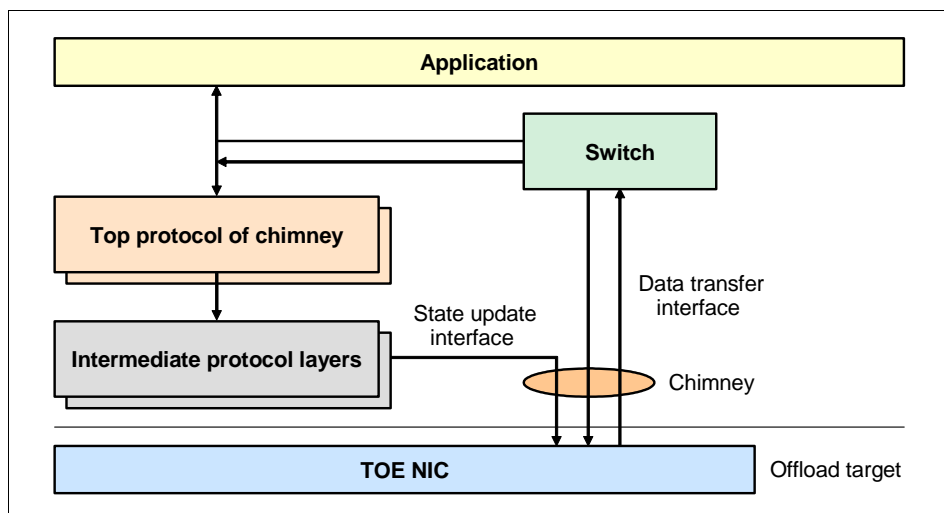 Application
Switch
Top protocol of chimney
Data transfer
interface
State update
interface
Intermediate protocol layers
Chimney
TOE NIC
Offload target